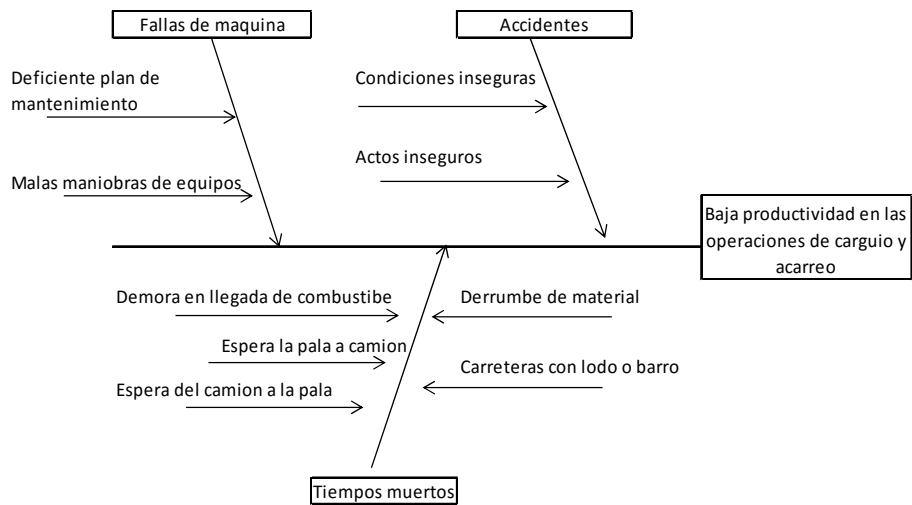 Fallas de maquina
Accidentes
Deficiente plan de
mantenimiento
Malas maniobras de equipos
Condiciones inseguras
Actos inseguros
Baja productividad en las
operaciones de carguio y
acarreo
Demora en llegada de combustibe
Espera la pala a camion
Espera del camion a la pala
Derrumbe de material
Carreteras con lodo o barro
Tiempos muertos